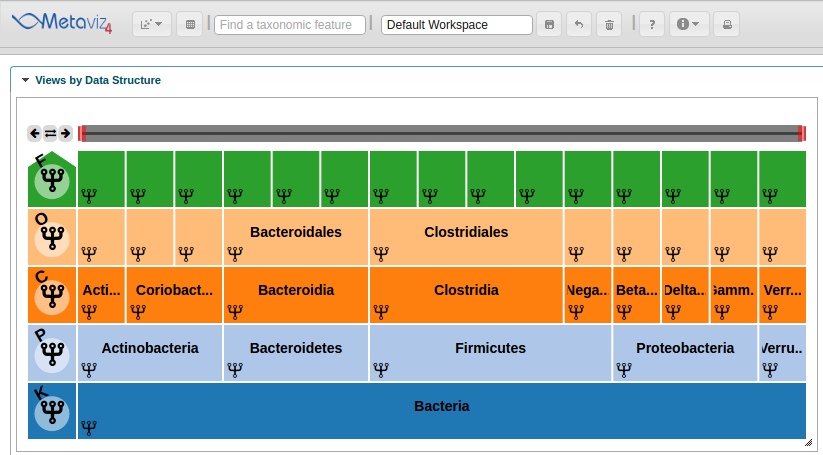 Metaviz4
Find a taxonomic feature
Default Workspace
?
Views by Data Structure
F
O
Bacteroidales Clostridiales
C
Acti... Coriobact... Bacteroidia Clostridia Nega.. Beta... Delta.. Gamm. Verr...
P
Actinobacteria Bacteroidetes Firmicutes Proteobacteria Verru..
K
Bacteria